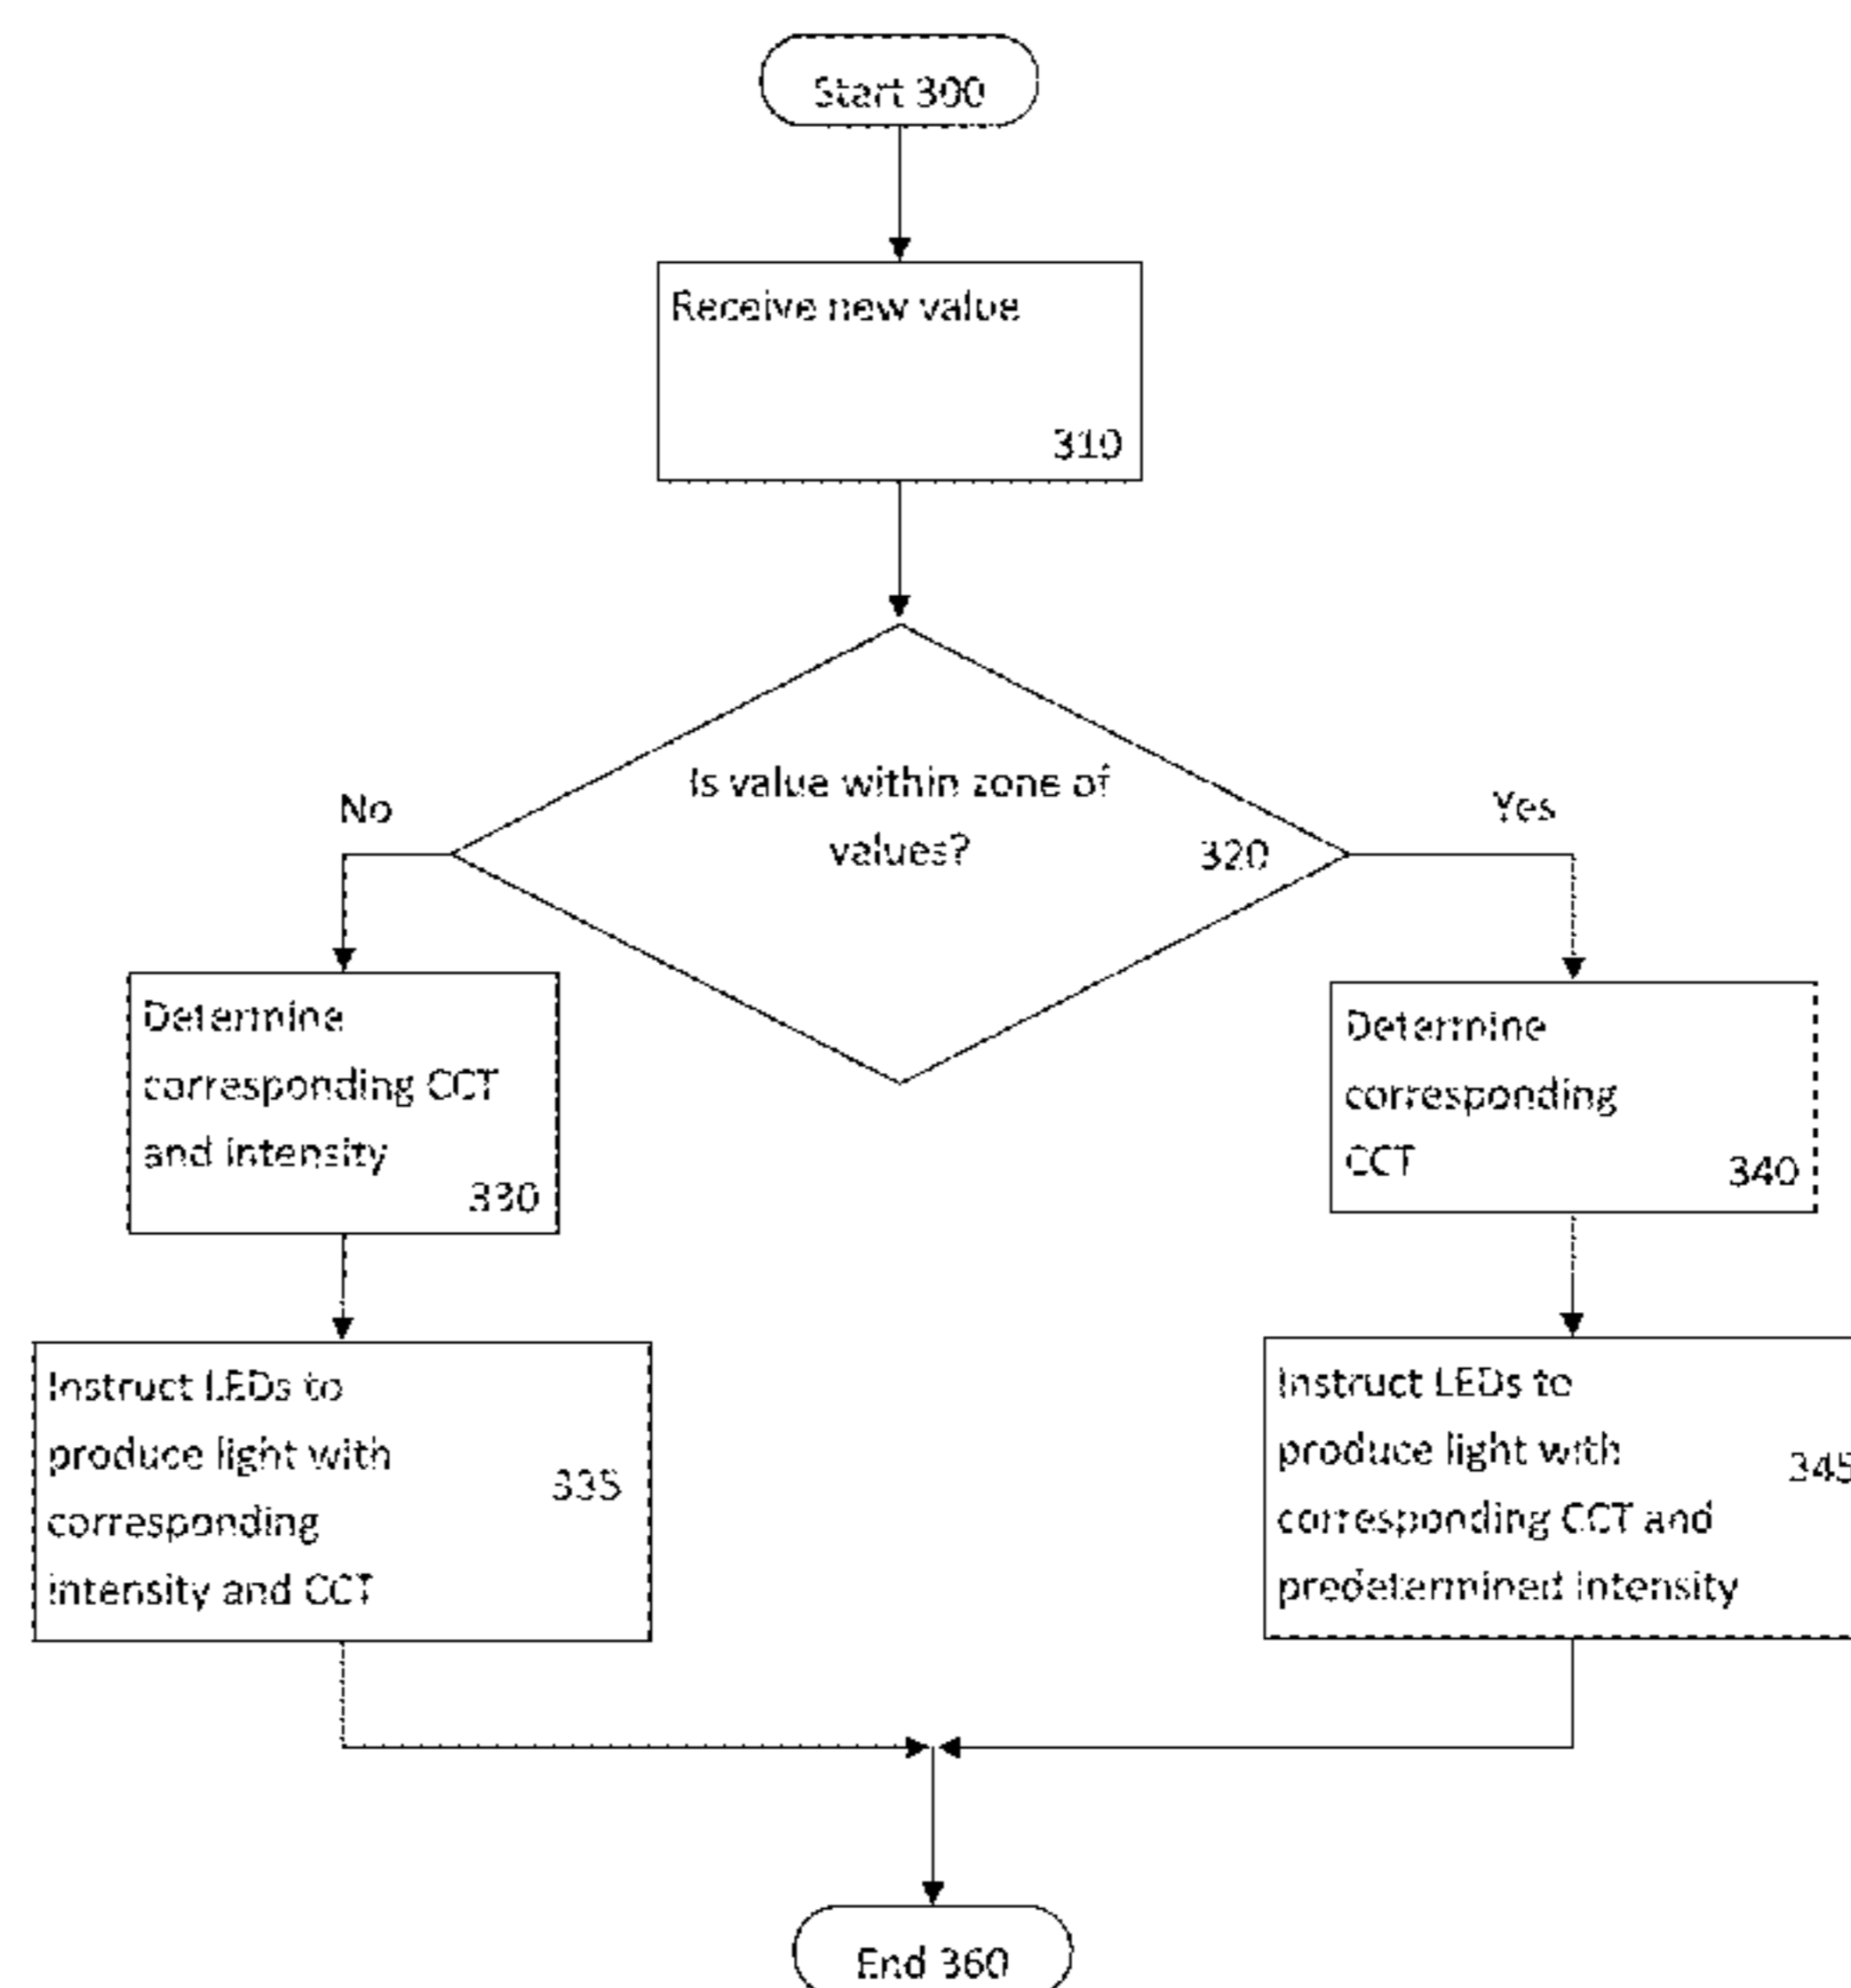 Start 300
Receive new value
310
Is value within zone of
values?
320
No
Yes
Determine
corresponding CCT
and intensity
330
Determine
corresponding
CCT
340
Instruct LEDs to
produce light with
335
corresponding
intensity and CCT
Instruct LEDs to
produce light with
345
corresponding CCT and
predetermined intensity
End 360